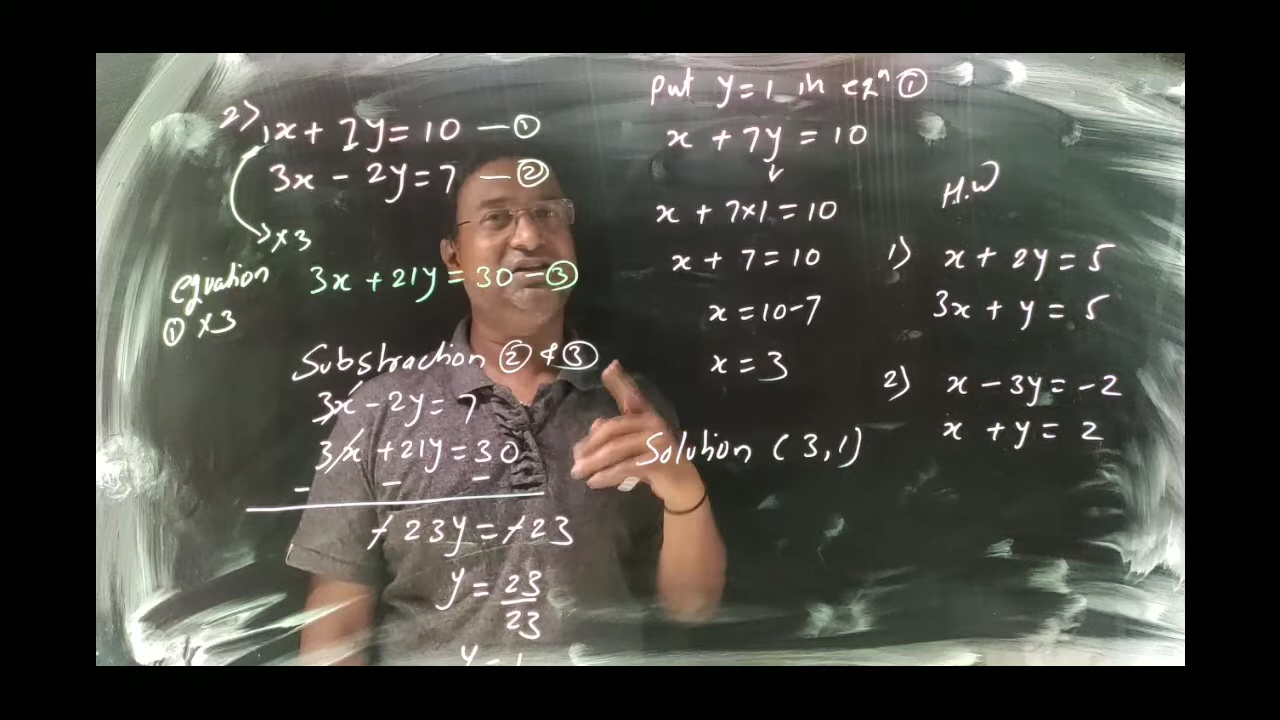 2> 1x + 7y = 10 — ①
3x - 2y = 7 — ②
×3
equation
① ×3
3x + 21y = 30 - ③
Substraction ② & ③
3x - 2y = 7
3x + 21y = 30
- - -
-23y = -23
y = 23/23
y = 1
Put y = 1 in eqⁿ ①
x + 7y = 10
x + 7×1 = 10
x + 7 = 10
x = 10-7
x = 3
Solution (3,1)
H.W
1) x + 2y = 5
3x + y = 5
2) x - 3y = -2
x + y = 2